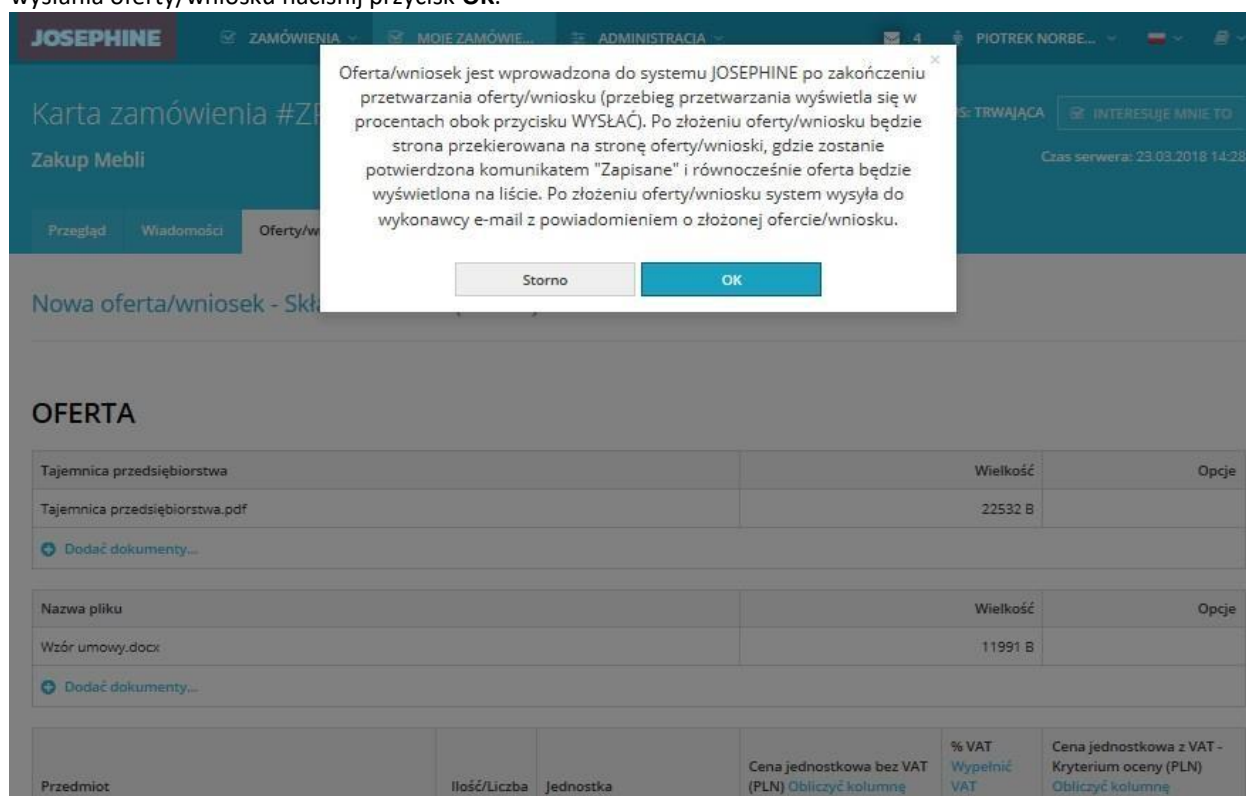 wysłania oferty/wniosku naciśnij przycisk OK.
JOSEPHINE ZAMÓWIENIA MOJE ZAMÓWIE... ADMINISTRACJA 4 PIOTREK NORBE...
×
Oferta/wniosek jest wprowadzona do systemu JOSEPHINE po zakończeniu
przetwarzania oferty/wniosku (przebieg przetwarzania wyświetla się w
procentach obok przycisku WYSŁAĆ). Po złożeniu oferty/wniosku będzie
strona przekierowana na stronę oferty/wnioski, gdzie zostanie
potwierdzona komunikatem "Zapisane" i równocześnie oferta będzie
wyświetlona na liście. Po złożeniu oferty/wniosku system wysyła do
wykonawcy e-mail z powiadomieniem o złożonej ofercie/wniosku.
Storno OK
Karta zamówienia TRWAJĄCA INTERESUJE MNIE TO
Zakup Mebli Czas serwera: 23.03.2018 14:28
Przegląd Wiadomości
Nowa oferta/wniosek -
OFERTA
Tajemnica przedsiębiorstwa Wielkość Opcje
Tajemnica przedsiębiorstwa.pdf 22532 B
Dodać dokumenty...
Nazwa pliku Wielkość Opcje
Wzór umowy.docx 11991 B
Dodać dokumenty...
Przedmiot Ilość/Liczba Jednostka
Cena jednostkowa bez VAT
(PLN) Obliczyć kolumnę
% VAT
Wypełnić
VAT
Cena jednostkowa z VAT -
Kryterium oceny (PLN)
Obliczyć kolumnę